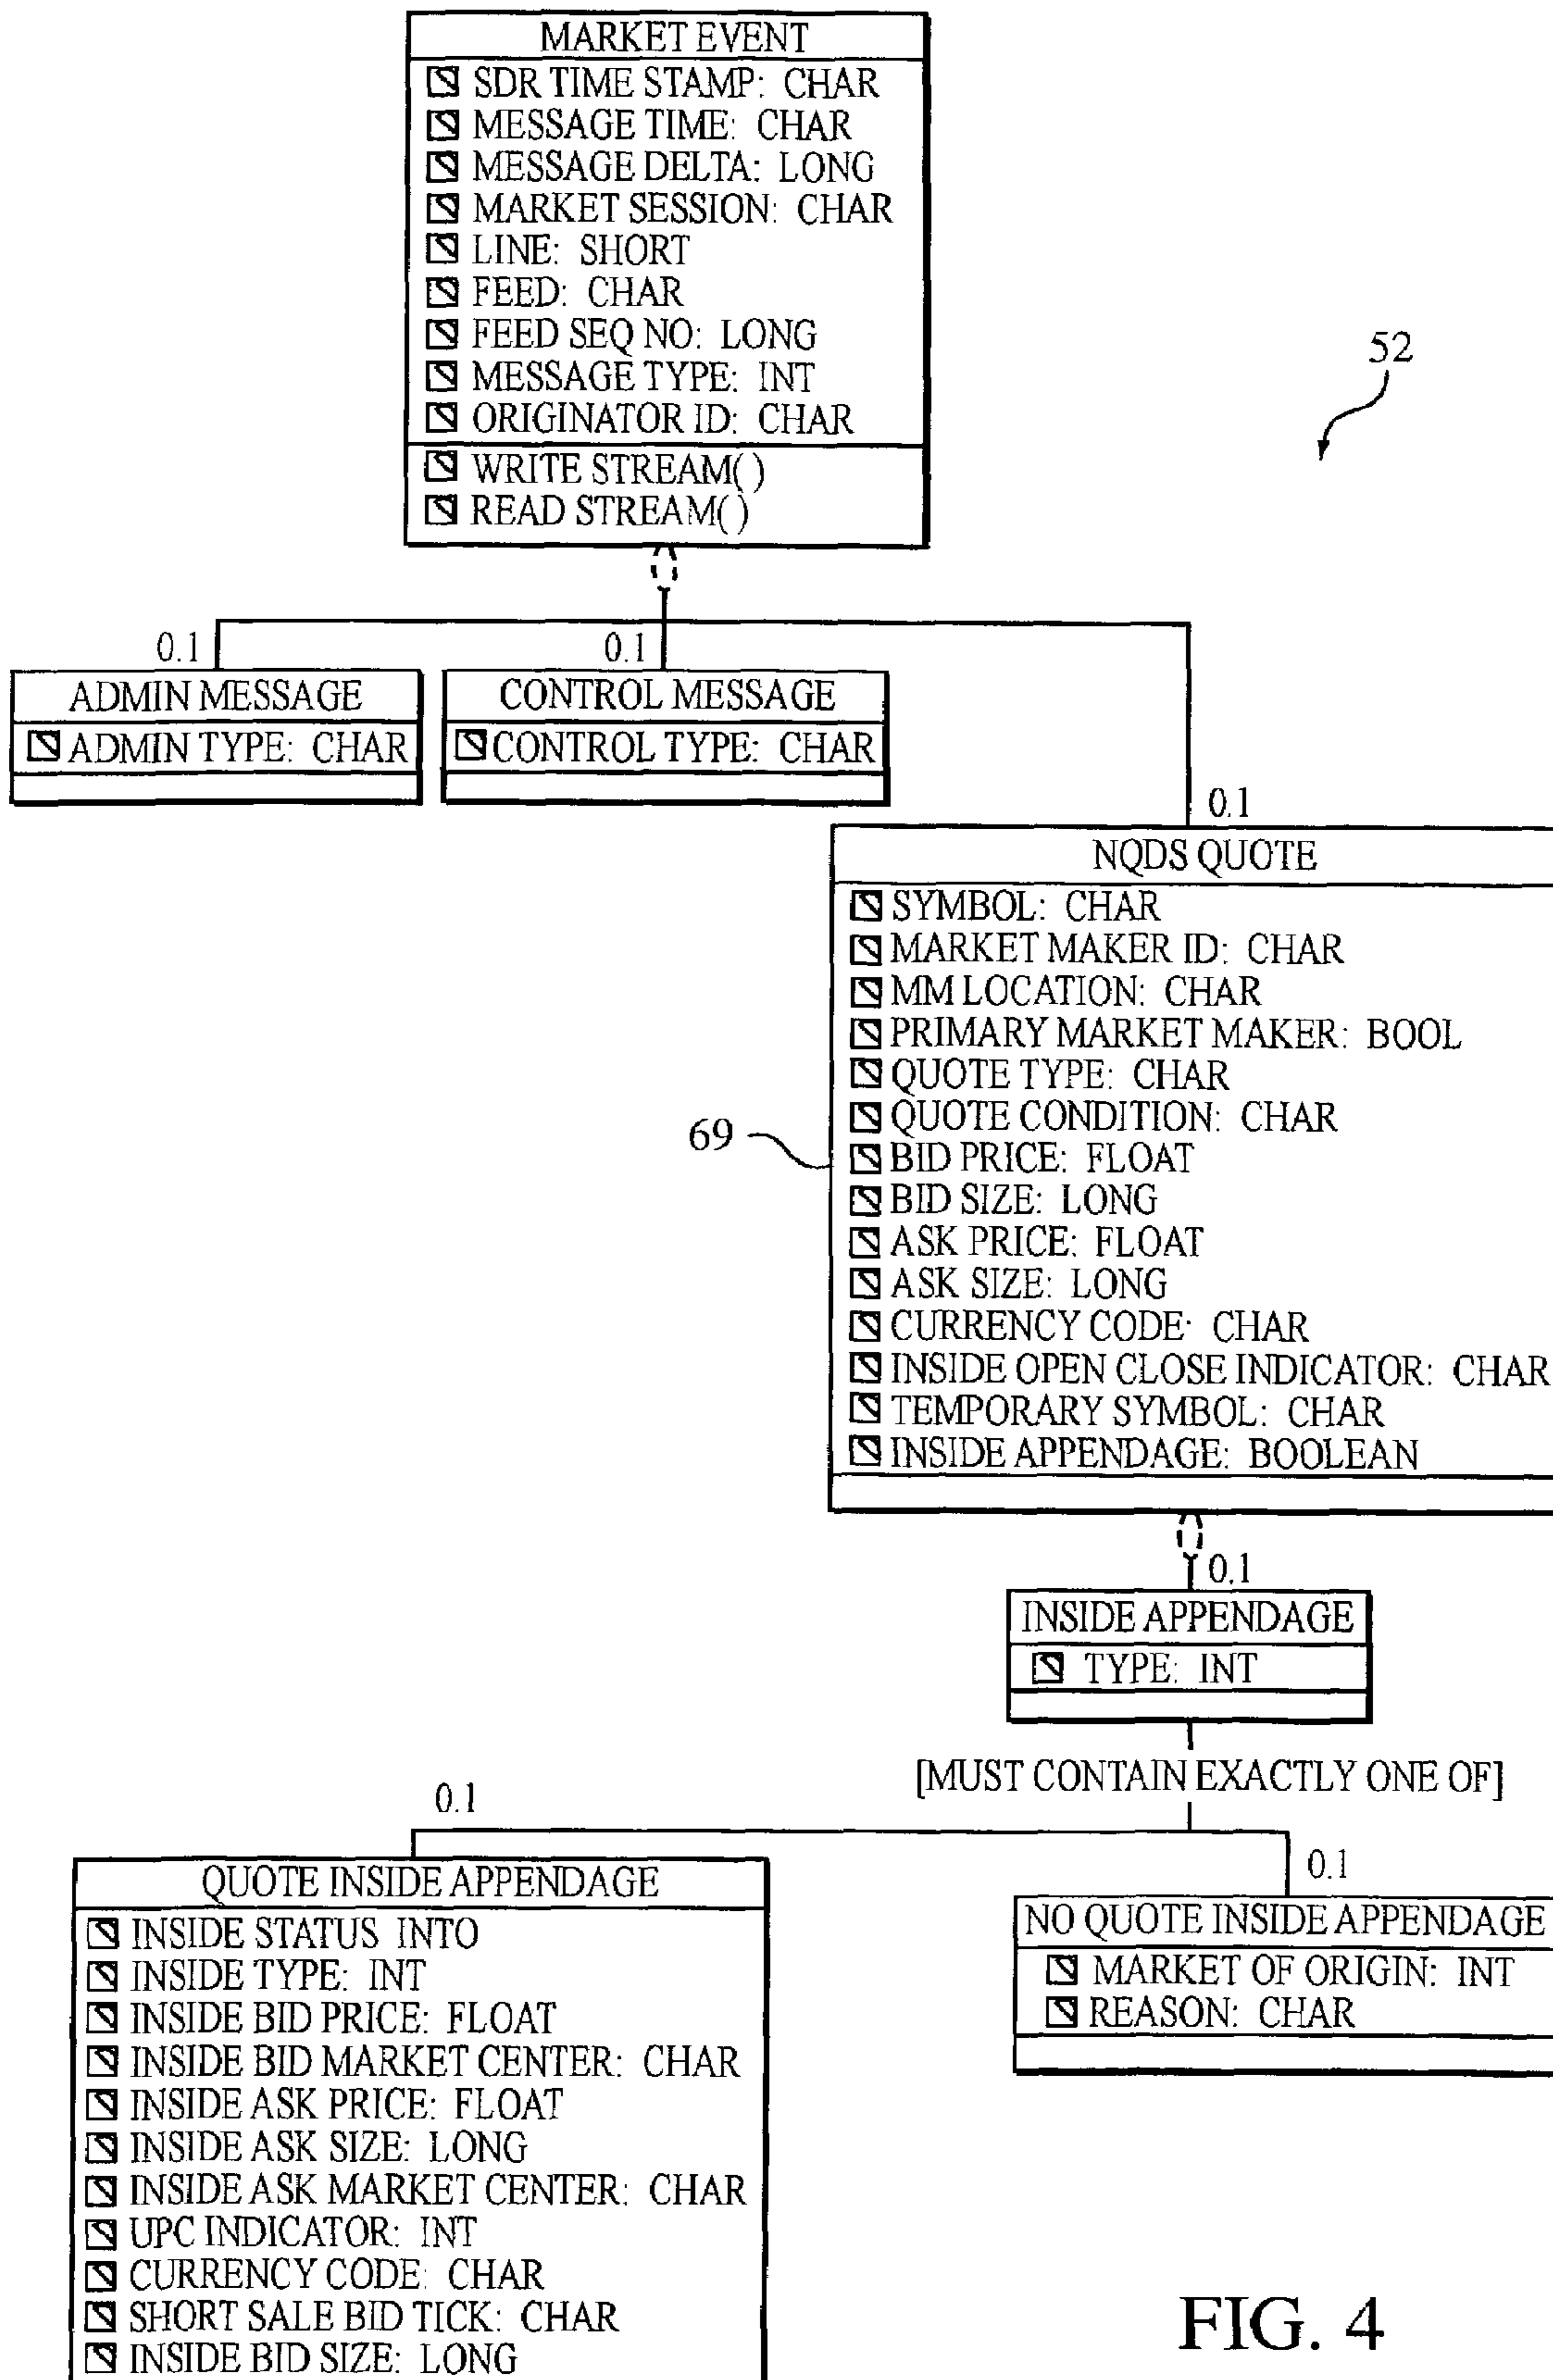 MARKET EVENT
SDR TIME STAMP: CHAR
MESSAGE TIME: CHAR
MESSAGE DELTA: LONG
MARKET SESSION: CHAR
LINE: SHORT
FEED: CHAR
FEED SEQ NO: LONG
MESSAGE TYPE: INT
ORIGINATOR ID: CHAR
WRITE STREAM( )
READ STREAM( )
52
0.1
0.1
ADMIN MESSAGE
ADMIN TYPE: CHAR
CONTROL MESSAGE
CONTROL TYPE: CHAR
0.1
NQDS QUOTE
SYMBOL: CHAR
MARKET MAKER ID: CHAR
MM LOCATION: CHAR
PRIMARY MARKET MAKER: BOOL
QUOTE TYPE: CHAR
QUOTE CONDITION: CHAR
BID PRICE: FLOAT
BID SIZE: LONG
ASK PRICE: FLOAT
ASK SIZE: LONG
CURRENCY CODE: CHAR
INSIDE OPEN CLOSE INDICATOR: CHAR
TEMPORARY SYMBOL: CHAR
INSIDE APPENDAGE: BOOLEAN
69
0.1
INSIDE APPENDAGE
TYPE: INT
[MUST CONTAIN EXACTLY ONE OF]
0.1
QUOTE INSIDE APPENDAGE
INSIDE STATUS INTO
INSIDE TYPE: INT
INSIDE BID PRICE: FLOAT
INSIDE BID MARKET CENTER: CHAR
INSIDE ASK PRICE: FLOAT
INSIDE ASK SIZE: LONG
INSIDE ASK MARKET CENTER: CHAR
UPC INDICATOR: INT
CURRENCY CODE: CHAR
SHORT SALE BID TICK: CHAR
INSIDE BID SIZE: LONG
0.1
NO QUOTE INSIDE APPENDAGE
MARKET OF ORIGIN: INT
REASON: CHAR
FIG. 4